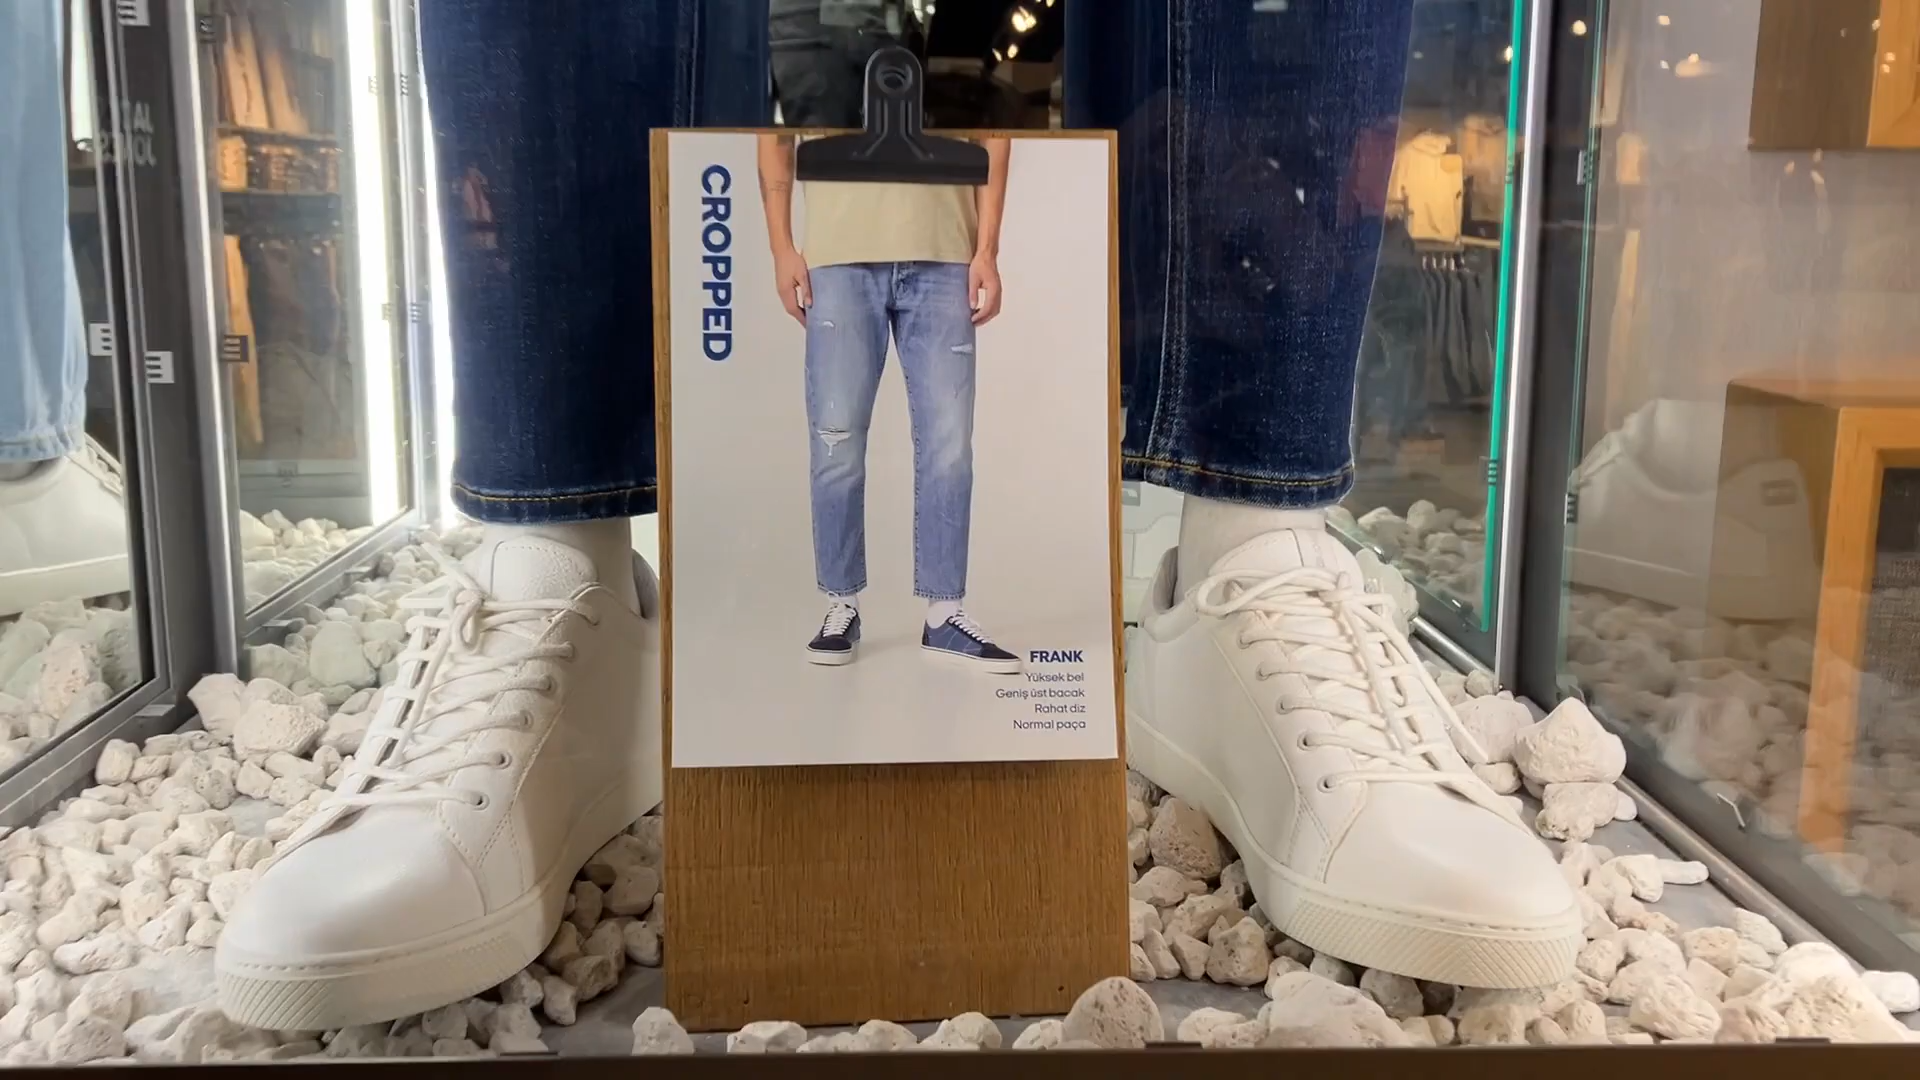 CROPPED
FRANK
Yüksek bel
Geniş üst bacak
Rahat diz
Normal paça